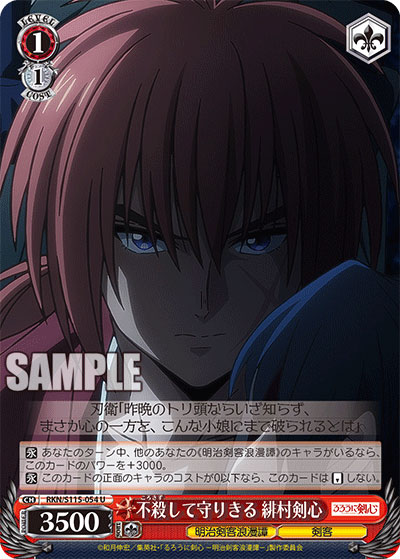 LEVEL
1
1
COST
SAMPLE
刃衛「昨晩のトリ頭ならいざ知らず、
まさか心の一方を、こんな小娘にまで破られるとは」
永 あなたのターン中、他のあなたの《明治剣客浪漫譚》のキャラがいるなら、
このカードのパワーを+3000。
永 このカードの正面のキャラのコストが0以下なら、このカードは次の能力を得る。
CH RKN/S115-054 U
3500
ころさず
不殺して守りきる 緋村剣心
るろうに剣心
明治剣客浪漫譚
剣客
©和月伸宏/集英社・「るろうに剣心 －明治剣客浪漫譚－」製作委員会